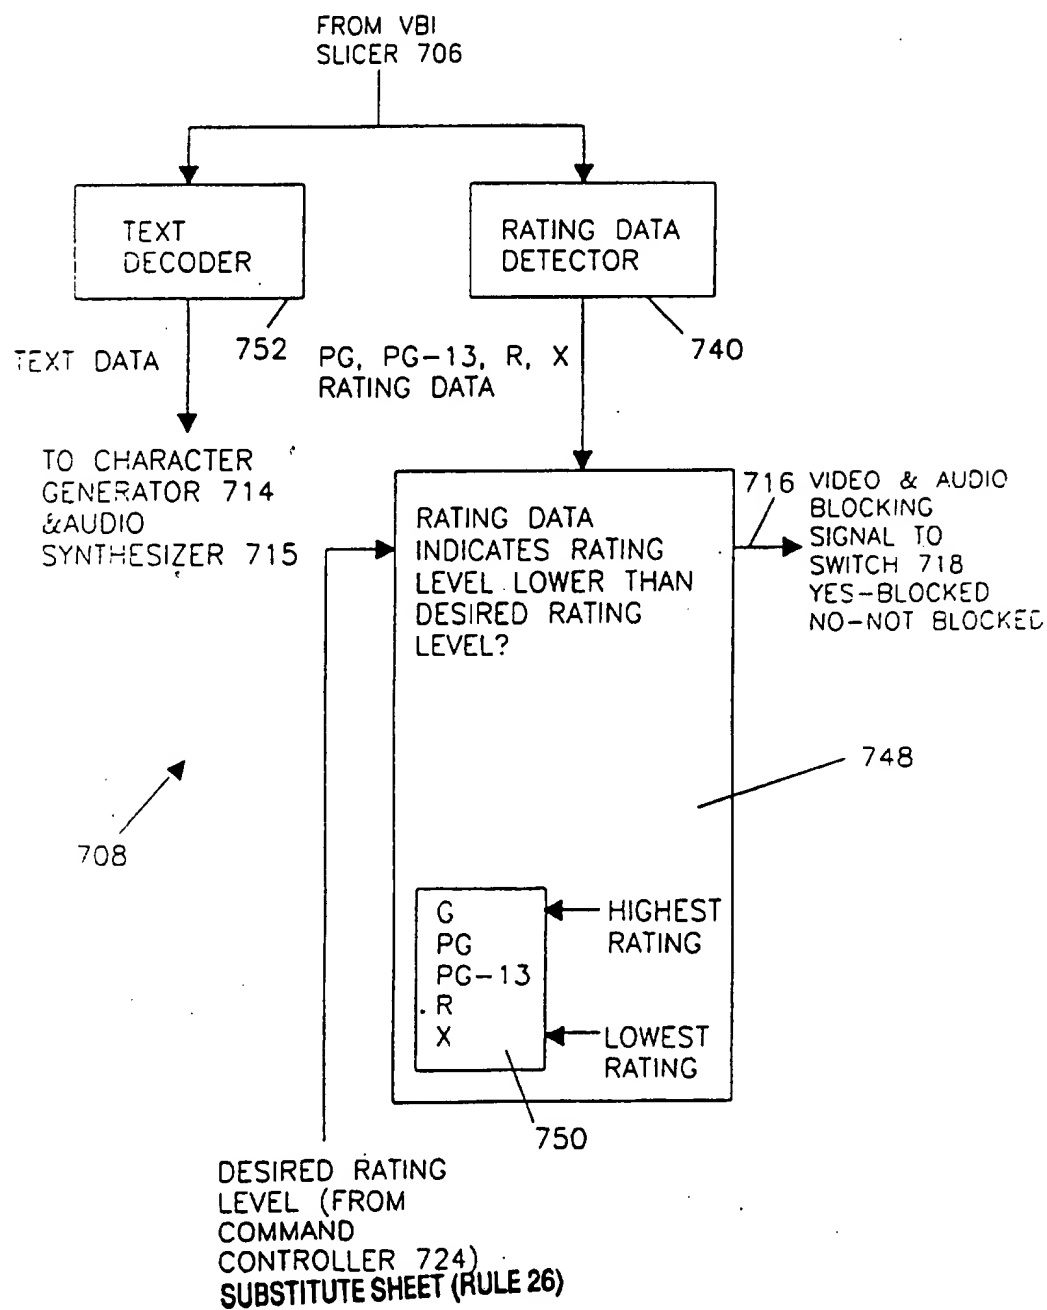 FROM VBI
SLICER 706
TEXT
DECODER
RATING DATA
DETECTOR
752
740
TEXT DATA
PG, PG-13, R, X
RATING DATA
TO CHARACTER
GENERATOR 714
&AUDIO
SYNTHESIZER 715
RATING DATA
INDICATES RATING
LEVEL LOWER THAN
DESIRED RATING
LEVEL?
716
VIDEO & AUDIO
BLOCKING
SIGNAL TO
SWITCH 718
YES-BLOCKED
NO-NOT BLOCKED
748
708
G
PG
PG-13
R
X
HIGHEST
RATING
LOWEST
RATING
750
DESIRED RATING
LEVEL (FROM
COMMAND
CONTROLLER 724)
SUBSTITUTE SHEET (RULE 26)